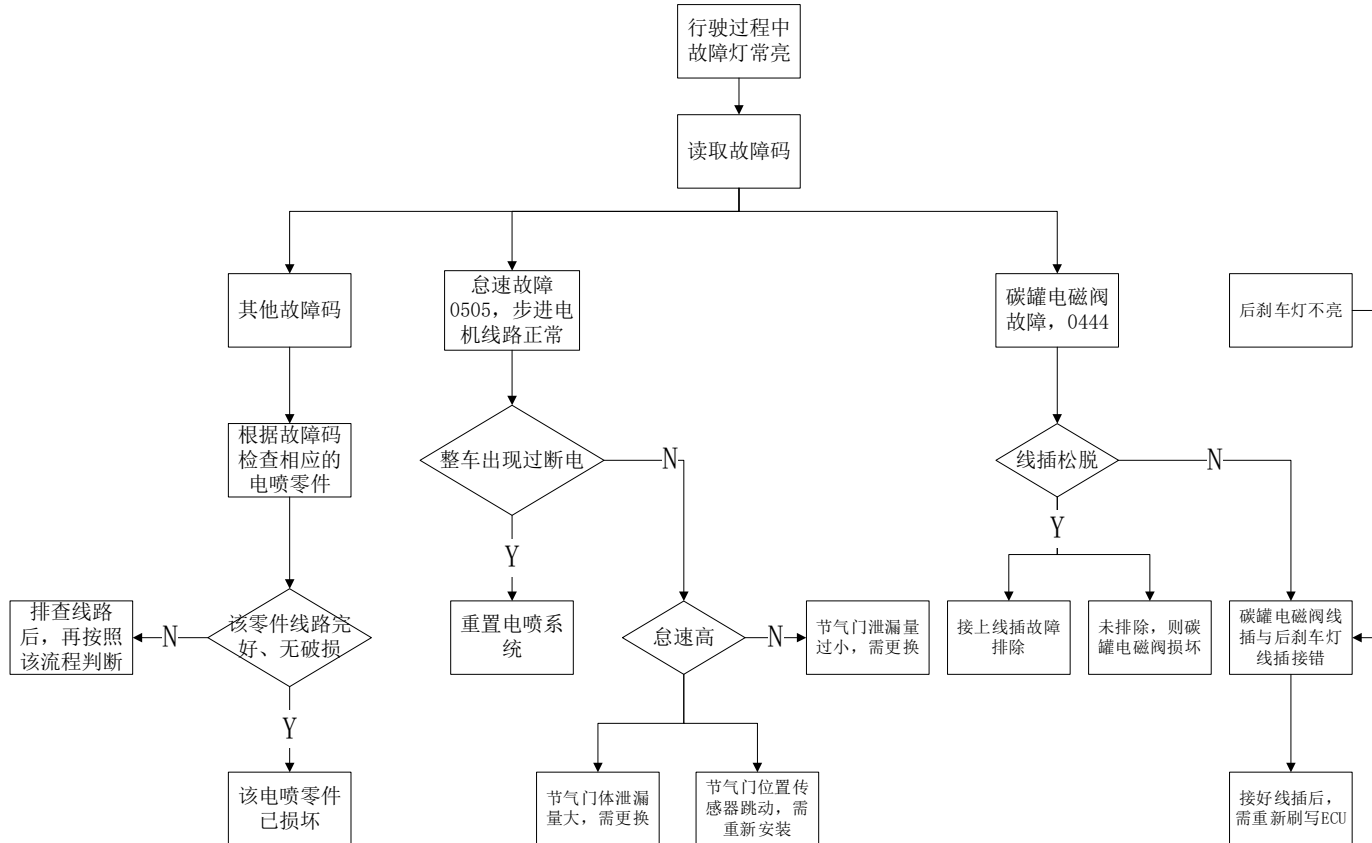 行驶过程中
故障灯常亮
读取故障码
其他故障码
怠速故障
0505，步进电
机线路正常
碳罐电磁阀
故障，0444
后刹车灯不亮
根据故障码
检查相应的
电喷零件
整车出现过断电
N
线插松脱
N
Y
Y
排查线路
后，再按照
该流程判断
N
该零件线路完
好、无破损
重置电喷系
统
怠速高
N
节气门泄漏量
过小，需更换
接上线插故障
排除
未排除，则碳
罐电磁阀损坏
碳罐电磁阀线
插与后刹车灯
线插接错
Y
该电喷零件
已损坏
节气门体泄漏
量大，需更换
节气门位置传
感器跳动，需
重新安装
接好线插后，
需重新刷写ECU